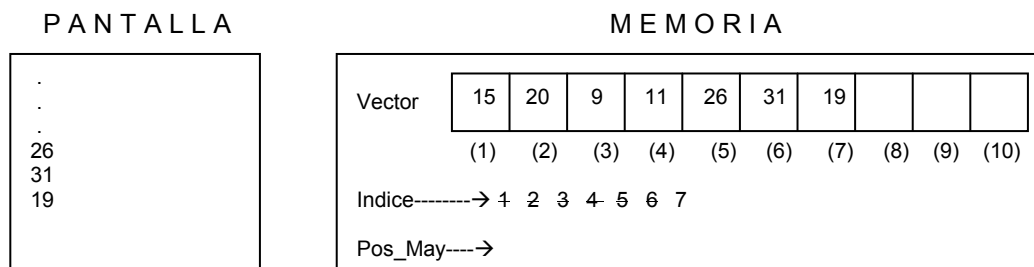 PANTALLA
MEMORIA
.
.
.
26
31
19
Vector 15 20 9 11 26 31 19
(1) (2) (3) (4) (5) (6) (7) (8) (9) (10)
Indice--------→ 1 2 3 4 5 6 7
Pos_May----→